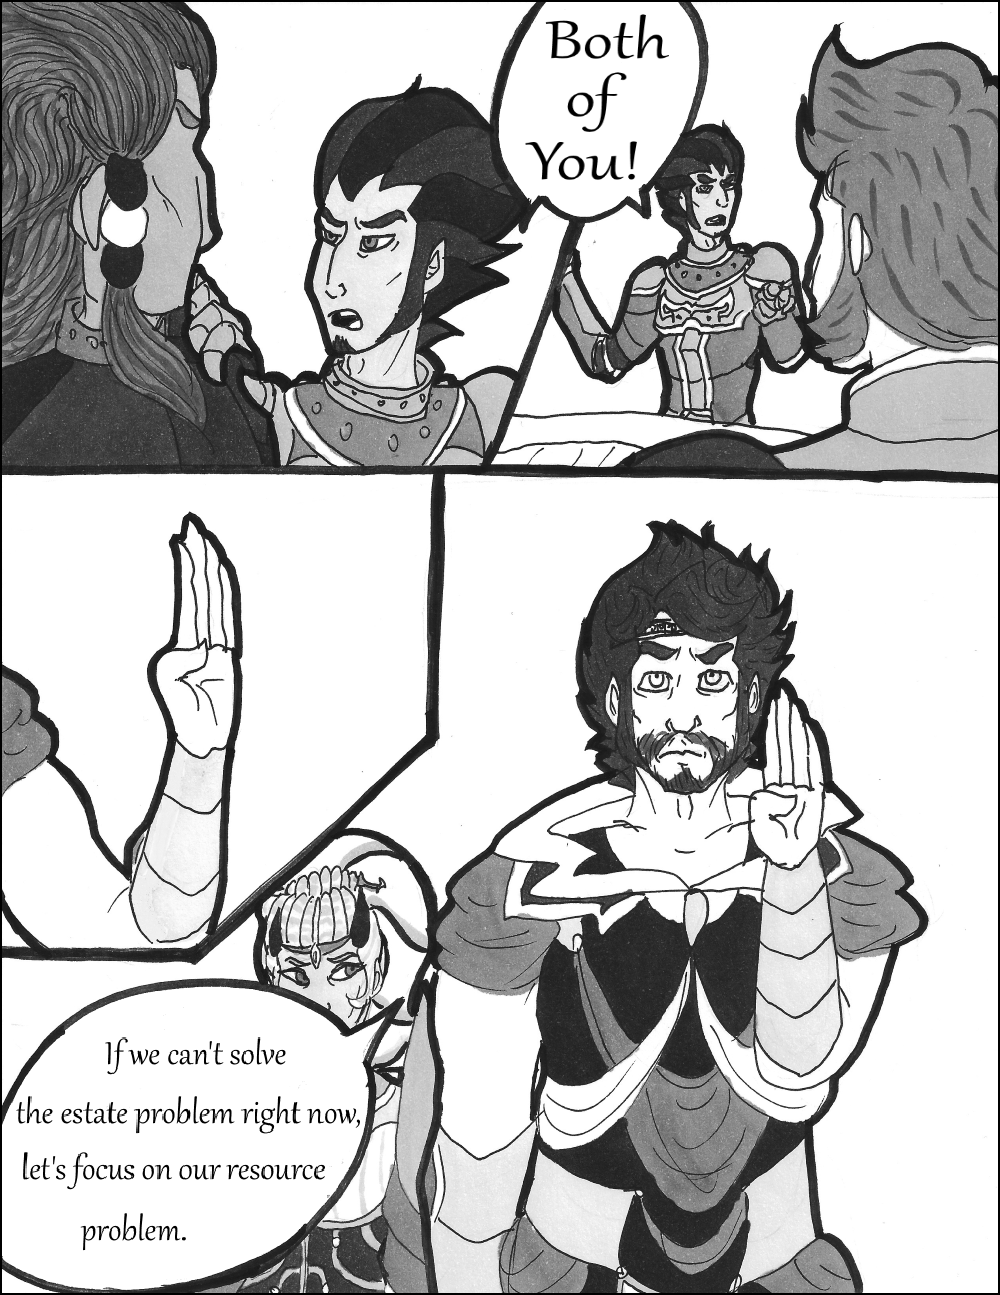 Both
of
You!
If we can't solve
the estate problem right now,
let's focus on our resource
problem.